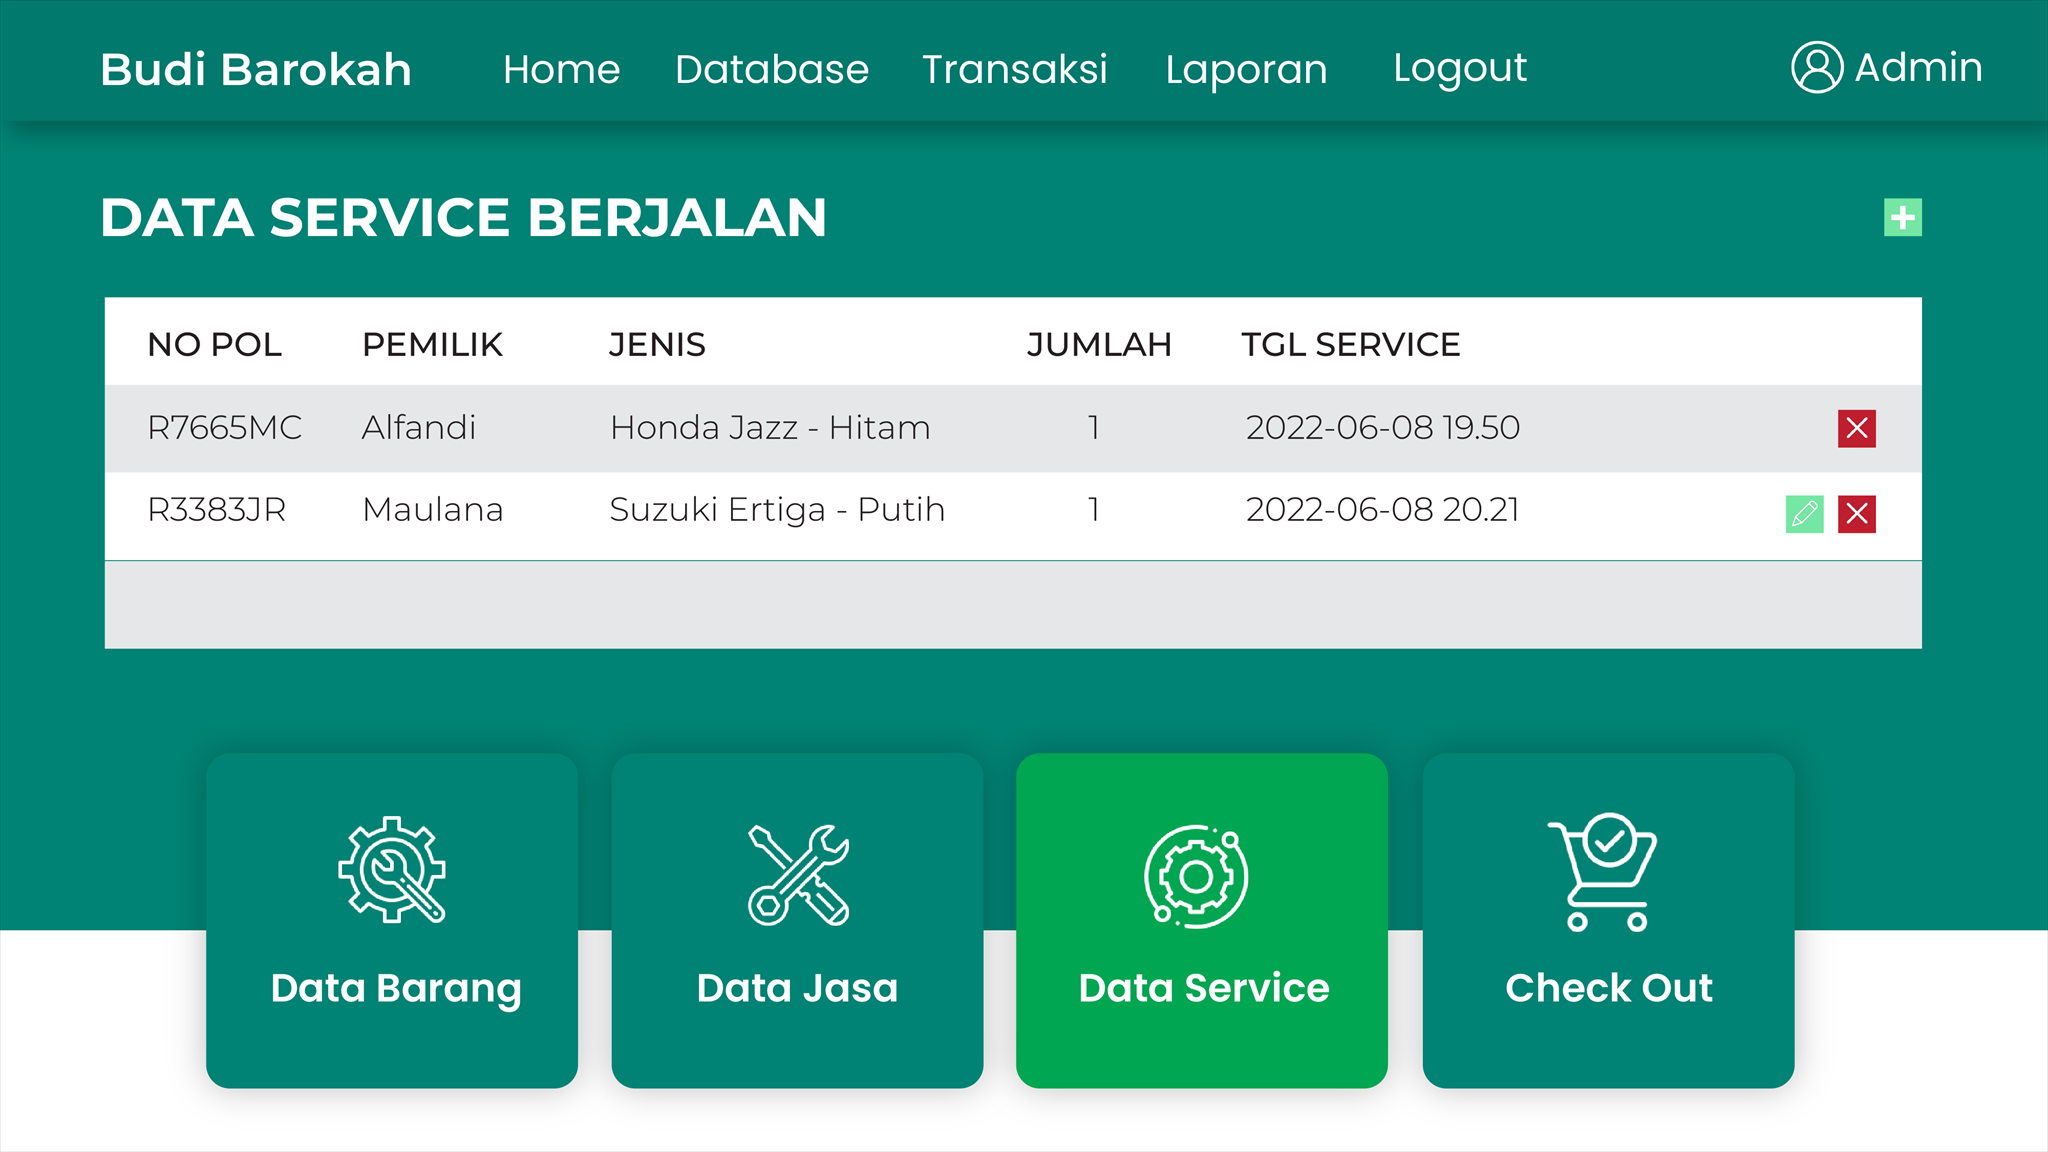 Budi Barokah Home Database Transaksi Laporan Logout Admin
DATA SERVICE BERJALAN
NO POL PEMILIK JENIS JUMLAH TGL SERVICE
R7665MC Alfandi Honda Jazz - Hitam 1 2022-06-08 19.50
R3383JR Maulana Suzuki Ertiga - Putih 1 2022-06-08 20.21
Data Barang Data Jasa Data Service Check Out